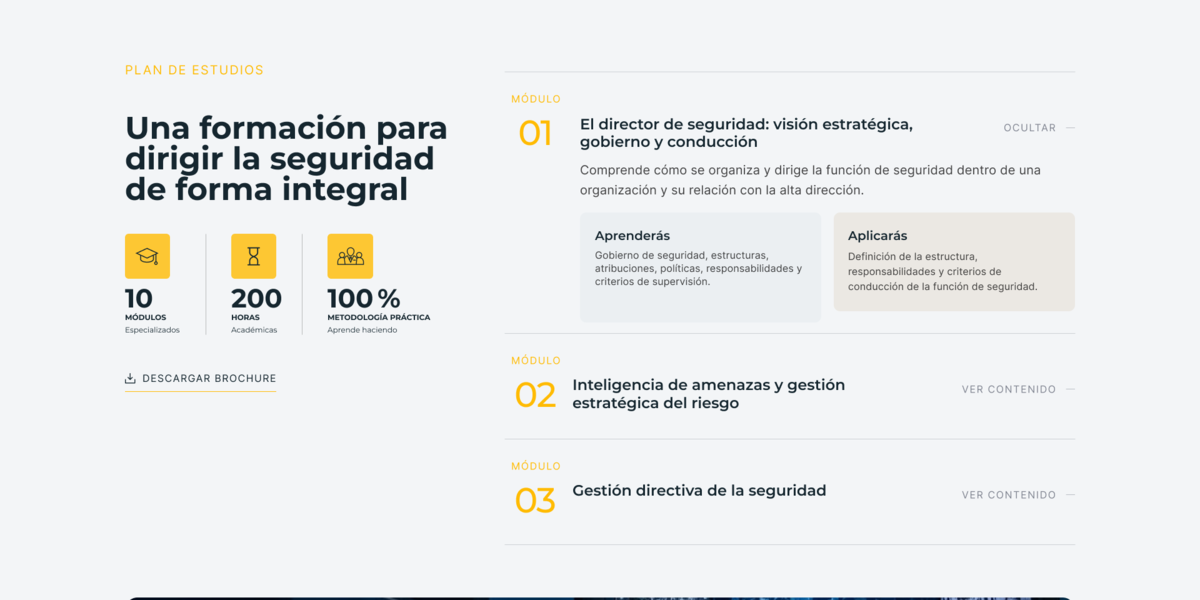 PLAN DE ESTUDIOS
Una formación para
dirigir la seguridad
de forma integral
10
MÓDULOS
Especializados
200
HORAS
Académicas
100 %
METODOLOGÍA PRÁCTICA
Aprende haciendo
DESCARGAR BROCHURE
MÓDULO
01
El director de seguridad: visión estratégica,
gobierno y conducción
OCULTAR —
Comprende cómo se organiza y dirige la función de seguridad dentro de una
organización y su relación con la alta dirección.
Aprenderás
Gobierno de seguridad, estructuras,
atribuciones, políticas, responsabilidades y
criterios de supervisión.
Aplicarás
Definición de la estructura,
responsabilidades y criterios de
conducción de la función de seguridad.
MÓDULO
02
Inteligencia de amenazas y gestión
estratégica del riesgo
VER CONTENIDO —
MÓDULO
03
Gestión directiva de la seguridad
VER CONTENIDO —